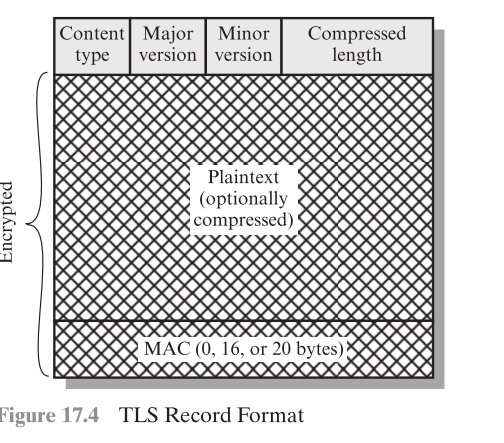 Content
type
Major
version
Minor
version
Compressed
length
Encrypted
Plaintext
(optionally
compressed)
MAC (0, 16, or 20 bytes)
Figure 17.4 TLS Record Format